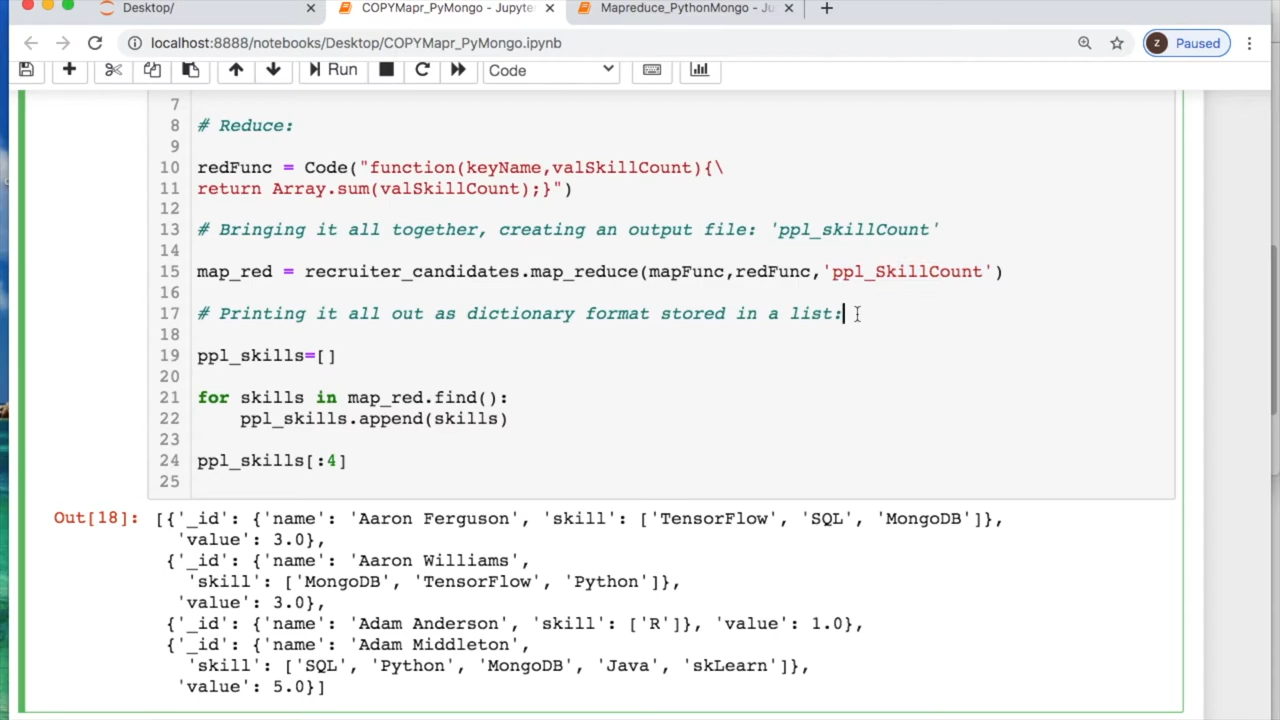 Desktop/
COPYMapr_PyMongo - Jupyte
Mapreduce_PythonMongo - Ju
localhost:8888/notebooks/Desktop/COPYMapr_PyMongo.ipynb
z
Paused
Run
Code
7
8 # Reduce:
9
10 redFunc = Code("function(keyName,valSkillCount){\
11 return Array.sum(valSkillCount);}")
12
13 # Bringing it all together, creating an output file: 'ppl_skillCount'
14
15 map_red = recruiter_candidates.map_reduce(mapFunc,redFunc,'ppl_SkillCount')
16
17 # Printing it all out as dictionary format stored in a list:
18
19 ppl_skills=[]
20
21 for skills in map_red.find():
22     ppl_skills.append(skills)
23
24 ppl_skills[:4]
25
Out[18]: [{'_id': {'name': 'Aaron Ferguson', 'skill': ['TensorFlow', 'SQL', 'MongoDB']},
'value': 3.0},
{'_id': {'name': 'Aaron Williams',
'skill': ['MongoDB', 'TensorFlow', 'Python']},
'value': 3.0},
{'_id': {'name': 'Adam Anderson', 'skill': ['R']}, 'value': 1.0},
{'_id': {'name': 'Adam Middleton',
'skill': ['SQL', 'Python', 'MongoDB', 'Java', 'skLearn']},
'value': 5.0}]